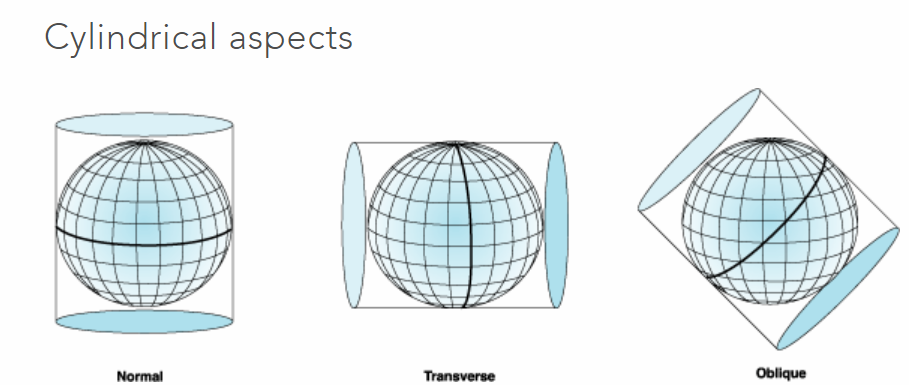 Cylindrical aspects
Normal
Transverse
Oblique